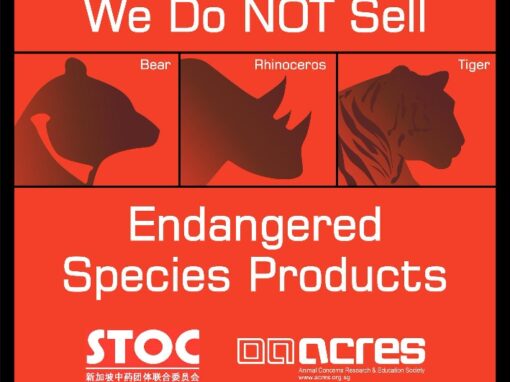 We Do NOT Sell
Bear
Rhinoceros
Tiger
Endangered
Species Products
STOC
新加坡中药团体联合委员会
acres
Animal Concerns Research & Education Society
www.acres.org.sg